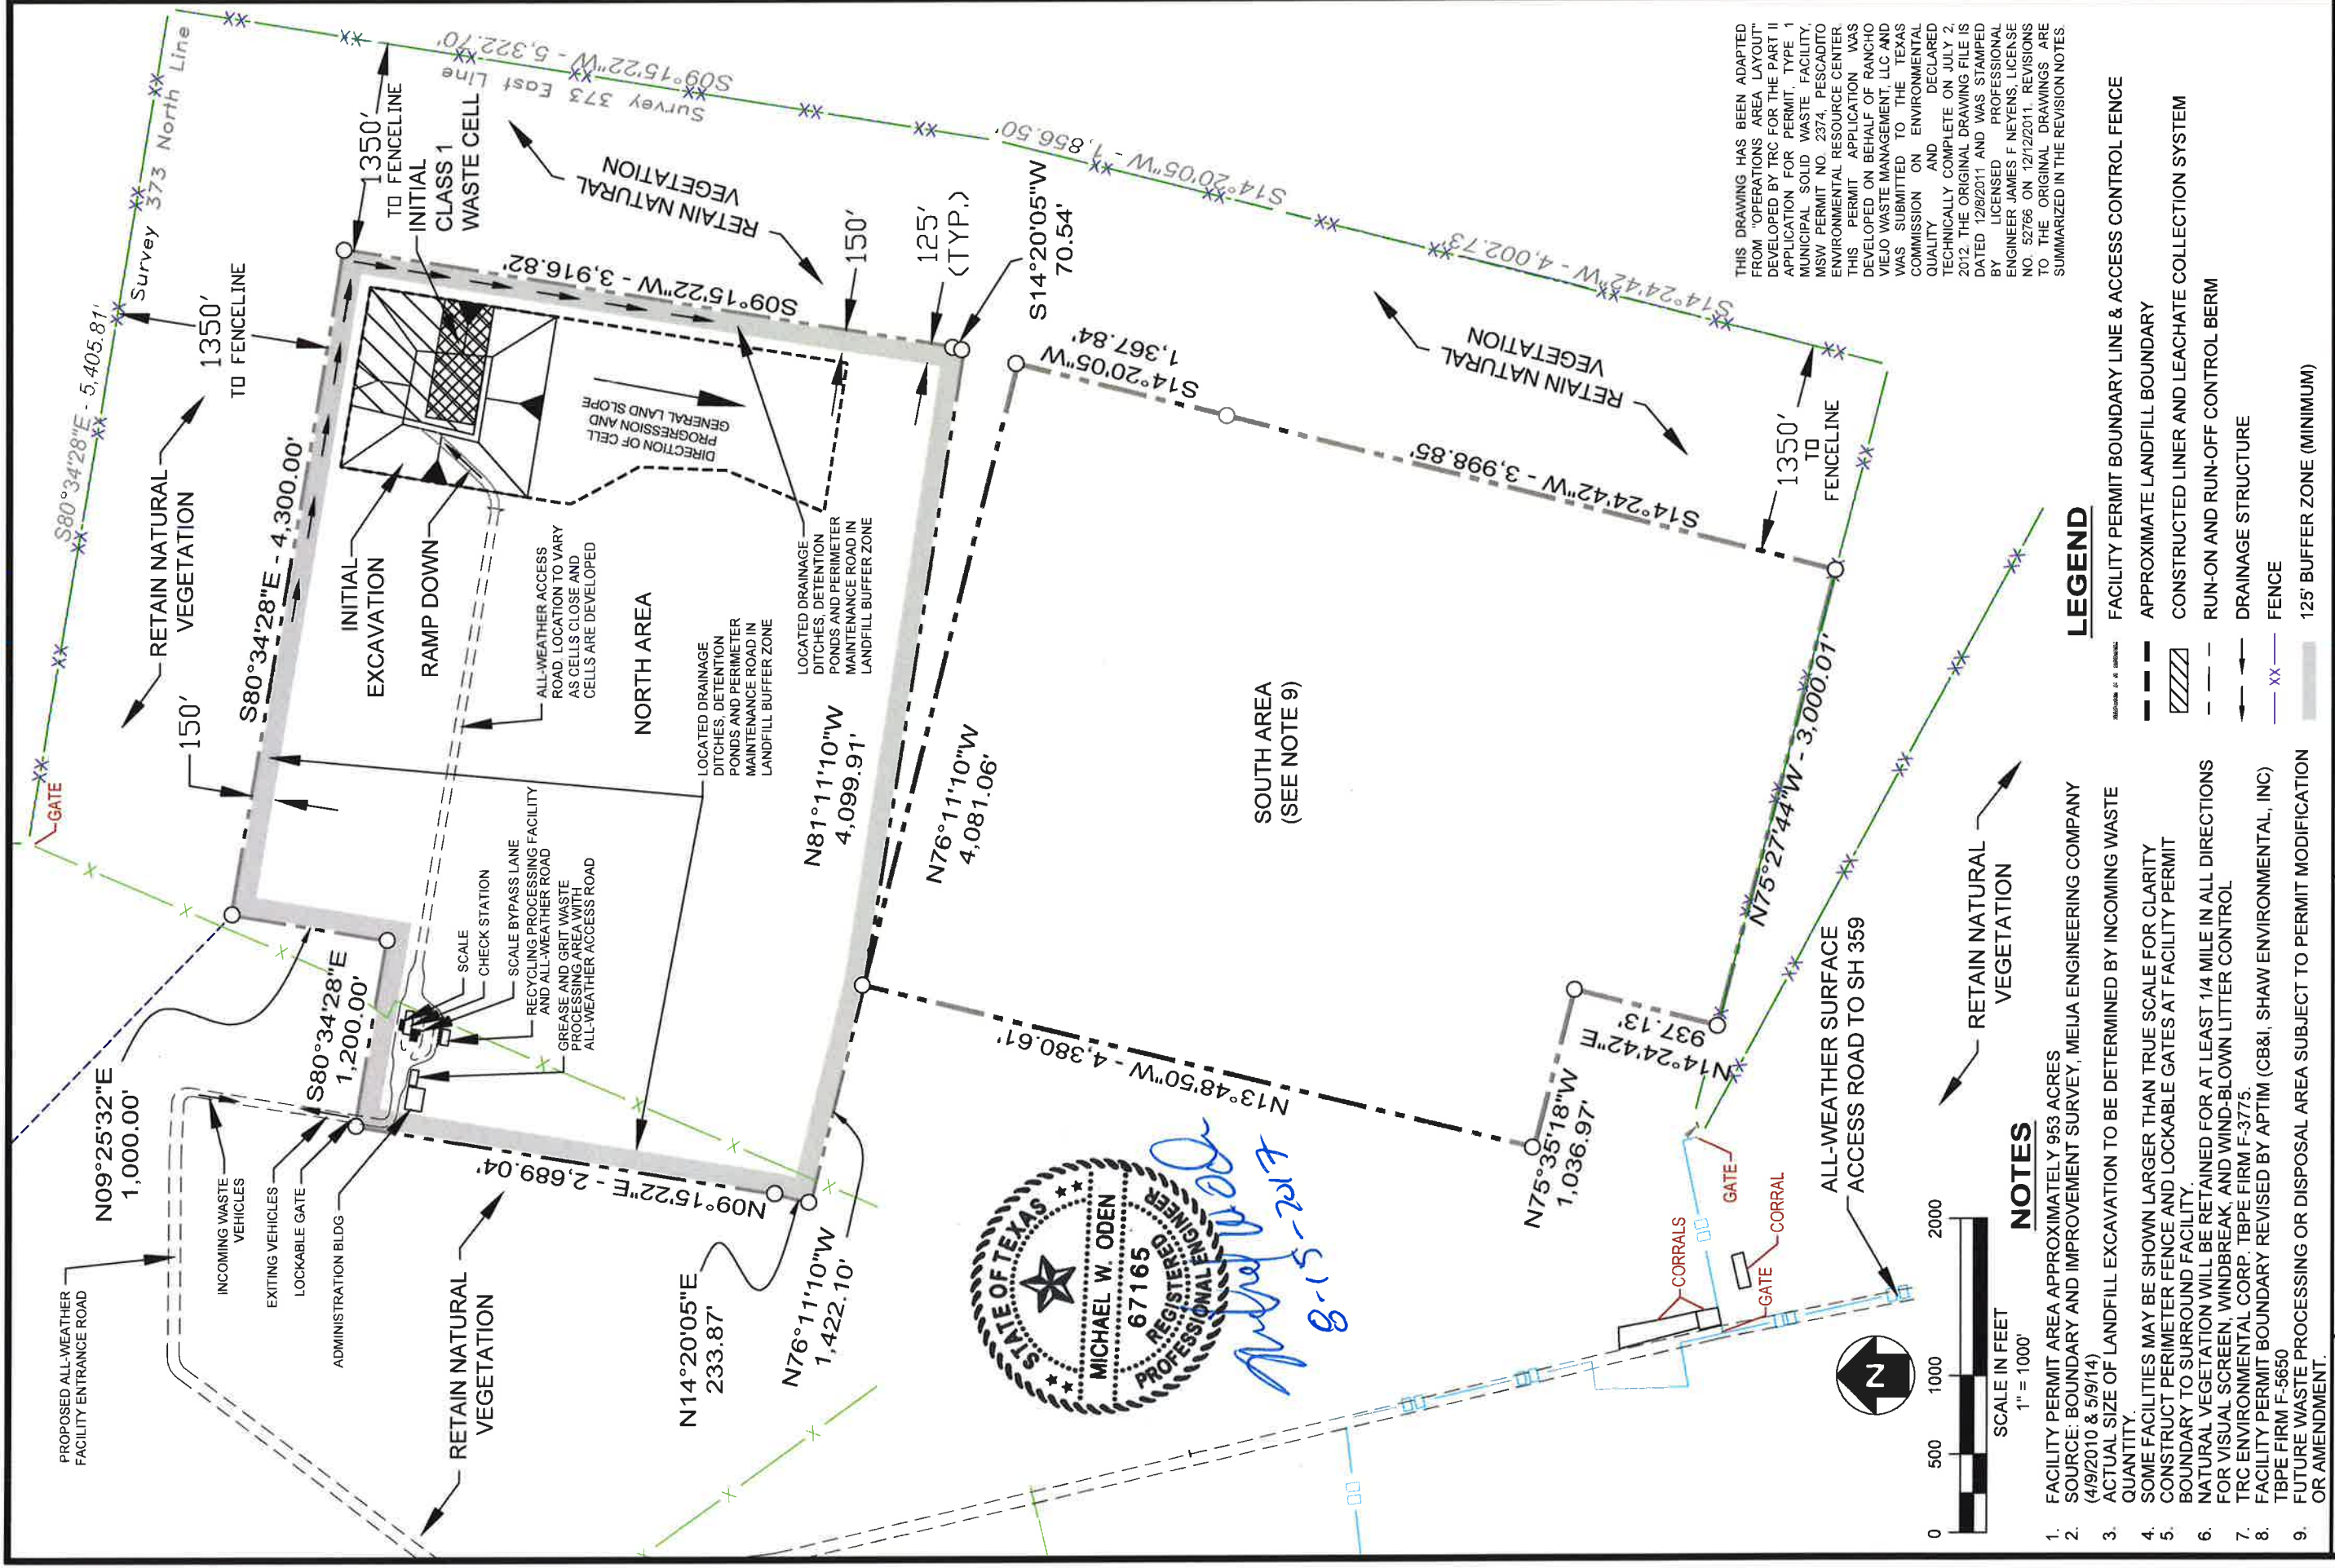 PROPOSED ALL-WEATHER
FACILITY ENTRANCE ROAD
N09°25'32"E
1,000.00'
INCOMING WASTE
VEHICLES
EXITING VEHICLES
LOCKABLE GATE
ADMINISTRATION BLDG
S80°34'28"E
1,200.00'
GATE
RETAIN NATURAL
VEGETATION
150'
S80°34'28"E - 5,405.81'
Survey 373 North Line
1350'
TO FENCELINE
S80°34'28"E - 4,300.00'
1350'
TO FENCELINE
INITIAL
CLASS 1
WASTE CELL
S09°15'22"W - 5,322.70'
Survey 373 East Line
RETAIN NATURAL
VEGETATION
INITIAL
EXCAVATION
RAMP DOWN
ALL-WEATHER ACCESS
ROAD. LOCATION TO VARY
AS CELLS CLOSE AND
CELLS ARE DEVELOPED
DIRECTION OF CELL
PROGRESSION AND
GENERAL LAND SLOPE
S09°15'22"W - 3,916.82'
NORTH AREA
SCALE
CHECK STATION
SCALE BYPASS LANE
RECYCLING PROCESSING FACILITY
AND ALL-WEATHER ROAD
GREASE AND GRIT WASTE
PROCESSING AREA WITH
ALL-WEATHER ACCESS ROAD
LOCATED DRAINAGE
DITCHES, DETENTION
PONDS AND PERIMETER
MAINTENANCE ROAD IN
LANDFILL BUFFER ZONE
LOCATED DRAINAGE
DITCHES, DETENTION
PONDS AND PERIMETER
MAINTENANCE ROAD IN
LANDFILL BUFFER ZONE
150'
125'
(TYP.)
S14°20'05"W
70.54'
S14°20'05"W - 1,856.50'
RETAIN NATURAL
VEGETATION
N09°15'22"E - 2,689.04'
N14°20'05"E
233.87'
N76°11'10"W
1,422.10'
N81°11'10"W
4,099.91'
N76°11'10"W
4,081.06'
S14°20'05"W
1,367.84'
S14°24'42"W - 4,002.73'
RETAIN NATURAL
VEGETATION
S14°24'42"W - 3,998.85'
1350'
TO
FENCELINE
SOUTH AREA
(SEE NOTE 9)
N13°48'50"W - 4,380.61'
N75°35'18"W
1,036.97'
N14°24'42"E
937.13'
N75°27'44"W - 3,000.01'
STATE OF TEXAS
MICHAEL W. ODEN
67165
REGISTERED
PROFESSIONAL ENGINEER
8-15-2017
CORRALS
GATE
CORRAL
GATE
ALL-WEATHER SURFACE
ACCESS ROAD TO SH 359
RETAIN NATURAL
VEGETATION
N
0 500 1000 2000
SCALE IN FEET
1" = 1000'
THIS DRAWING HAS BEEN ADAPTED
FROM "OPERATIONS AREA LAYOUT"
DEVELOPED BY TRC FOR THE PART II
APPLICATION FOR PERMIT, TYPE 1
MUNICIPAL SOLID WASTE FACILITY,
MSW PERMIT NO. 2374, PESCADITO
ENVIRONMENTAL RESOURCE CENTER.
THIS PERMIT APPLICATION WAS
DEVELOPED ON BEHALF OF RANCHO
VIEJO WASTE MANAGEMENT, LLC AND
WAS SUBMITTED TO THE TEXAS
COMMISSION ON ENVIRONMENTAL
QUALITY AND DECLARED
TECHNICALLY COMPLETE ON JULY 2,
2012. THE ORIGINAL DRAWING FILE IS
DATED 12/8/2011 AND WAS STAMPED
BY LICENSED PROFESSIONAL
ENGINEER JAMES F NEYENS, LICENSE
NO. 52766 ON 12/12/2011. REVISIONS
TO THE ORIGINAL DRAWINGS ARE
SUMMARIZED IN THE REVISION NOTES.
LEGEND
FACILITY PERMIT BOUNDARY LINE & ACCESS CONTROL FENCE
APPROXIMATE LANDFILL BOUNDARY
CONSTRUCTED LINER AND LEACHATE COLLECTION SYSTEM
RUN-ON AND RUN-OFF CONTROL BERM
DRAINAGE STRUCTURE
XX FENCE
125' BUFFER ZONE (MINIMUM)
NOTES
1. FACILITY PERMIT AREA APPROXIMATELY 953 ACRES
2. SOURCE: BOUNDARY AND IMPROVEMENT SURVEY, MEIJA ENGINEERING COMPANY
(4/9/2010 & 5/9/14)
3. ACTUAL SIZE OF LANDFILL EXCAVATION TO BE DETERMINED BY INCOMING WASTE
QUANTITY.
4. SOME FACILITIES MAY BE SHOWN LARGER THAN TRUE SCALE FOR CLARITY
5. CONSTRUCT PERIMETER FENCE AND LOCKABLE GATES AT FACILITY PERMIT
BOUNDARY TO SURROUND FACILITY.
6. NATURAL VEGETATION WILL BE RETAINED FOR AT LEAST 1/4 MILE IN ALL DIRECTIONS
FOR VISUAL SCREEN, WINDBREAK, AND WIND-BLOWN LITTER CONTROL
7. TRC ENVIRONMENTAL CORP. TBPE FIRM F-3775.
8. FACILITY PERMIT BOUNDARY REVISED BY APTIM (CB&I, SHAW ENVIRONMENTAL, INC)
TBPE FIRM F-5650
9. FUTURE WASTE PROCESSING OR DISPOSAL AREA SUBJECT TO PERMIT MODIFICATION
OR AMENDMENT.